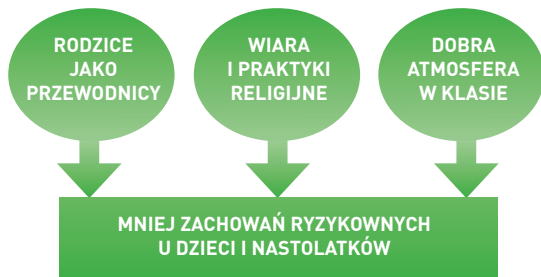 RODZICE
JAKO
PRZEWODNICY
WIARA
I PRAKTYKI
RELIGIJNE
DOBRA
ATMOSFERA
W KLASIE
MNIEJ ZACHOWAŃ RYZYKOWNYCH
U DZIECI I NASTOLATKÓW